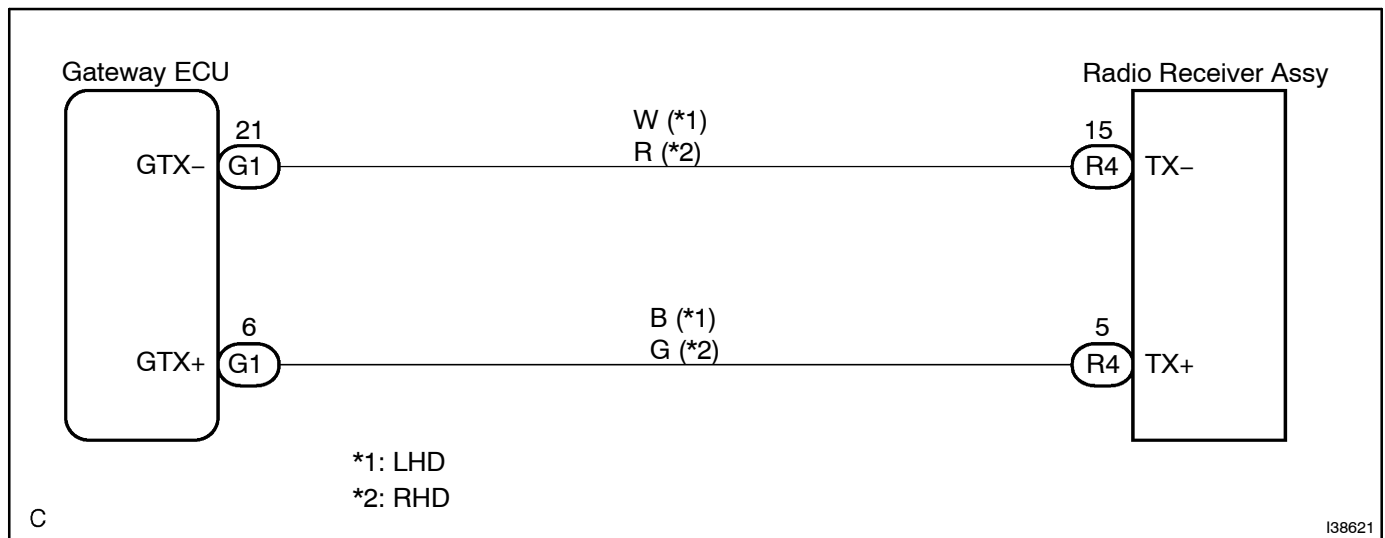 Gateway ECU
Radio Receiver Assy
21
W (*1)
15
GTX−
G1
R (*2)
R4
TX−
6
B (*1)
5
GTX+
G1
G (*2)
R4
TX+
*1: LHD
*2: RHD
C
I38621